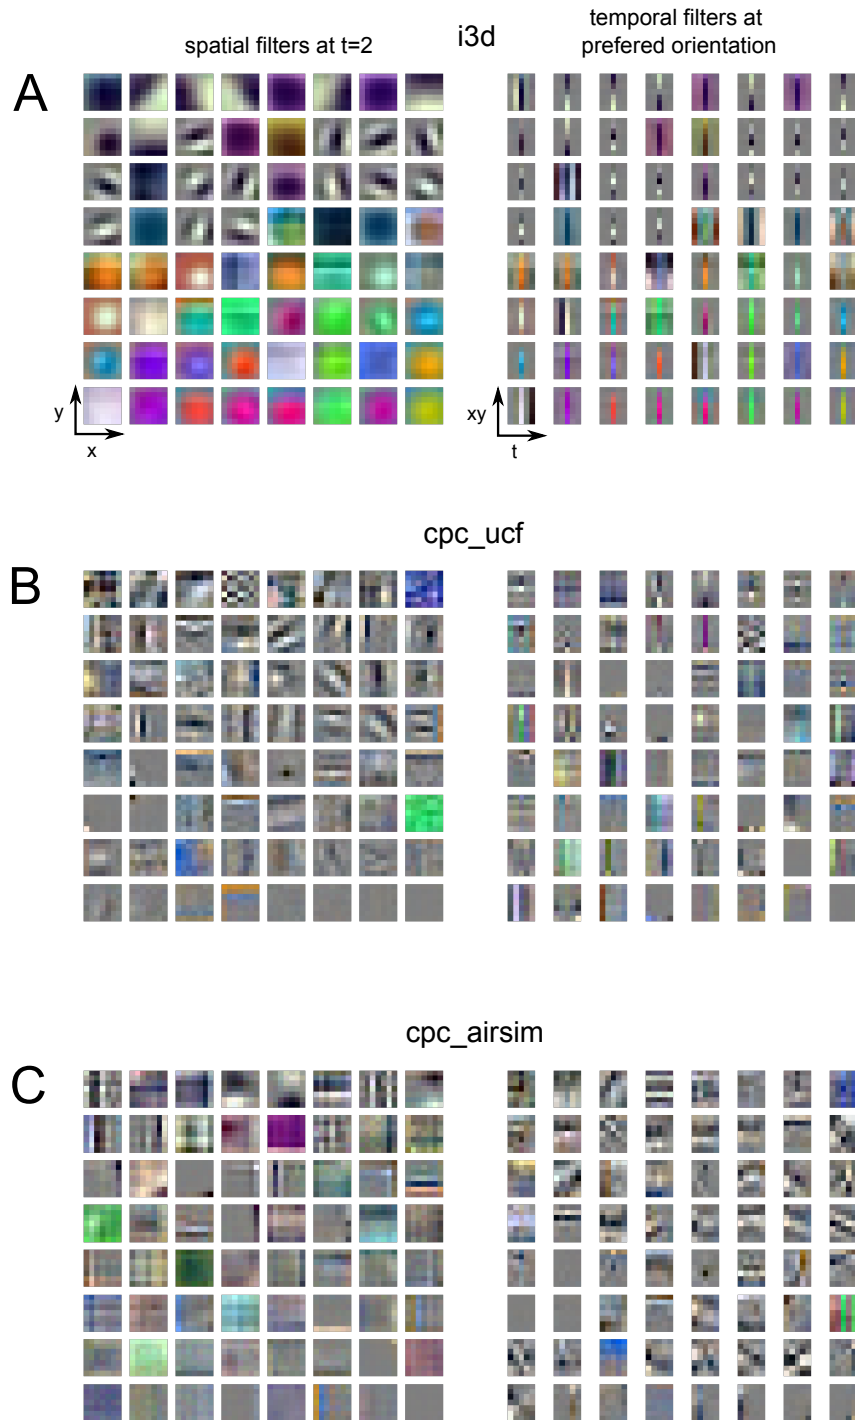 spatial filters at t=2
i3d
temporal filters at
prefered orientation
A
y
x
xy
t
cpc_ucf
B
cpc_airsim
C